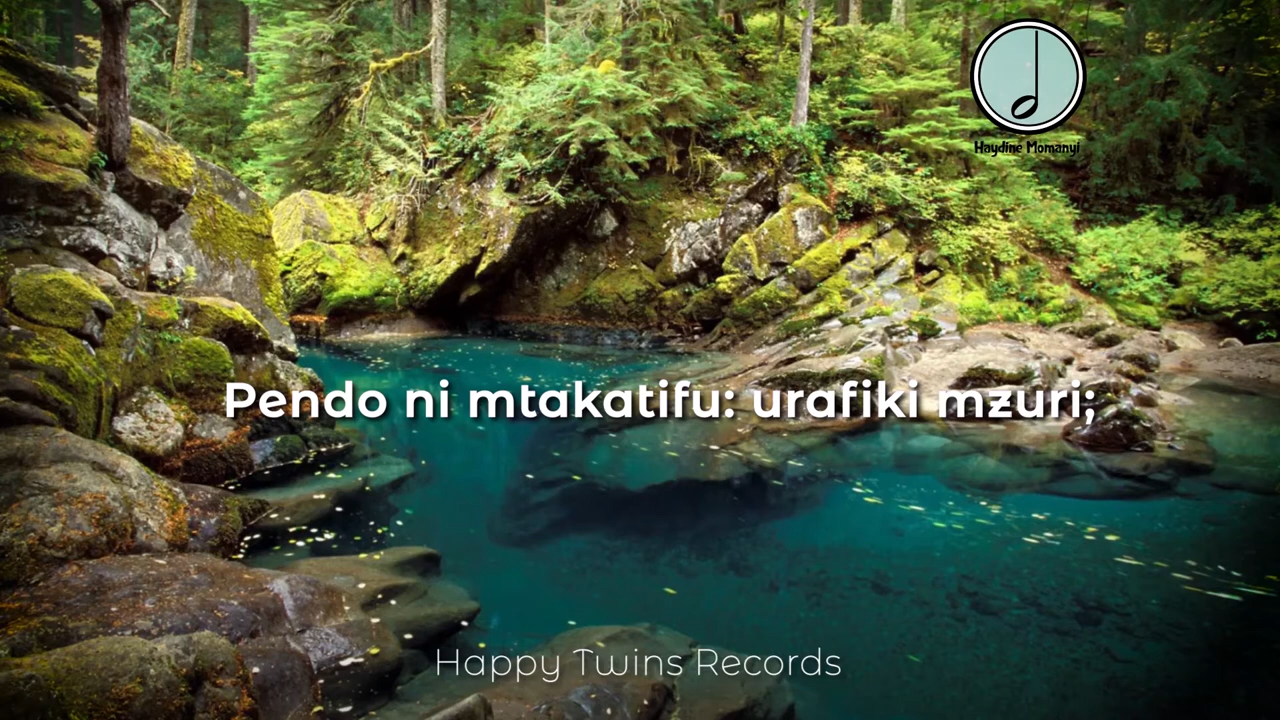 Haydine Momanyi
Pendo ni mtakatifu: urafiki mzuri;
Happy Twins Records